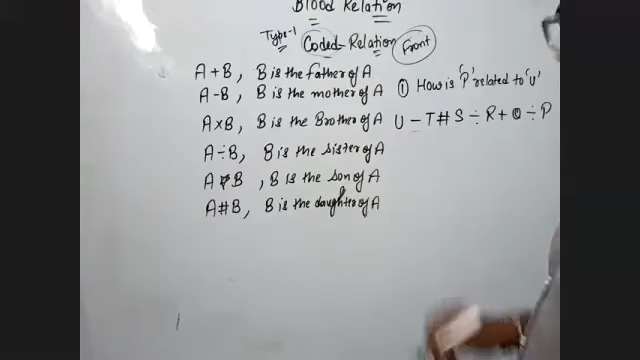 Blood Relation
Type-1 Coded Relation Front
A + B, B is the father of A
A - B, B is the mother of A
A × B, B is the Brother of A
A ÷ B, B is the sister of A
A B, B is the son of A
A # B, B is the daughter of A
① How is 'P' related to 'U'
U - T # S ÷ R + Q ÷ P